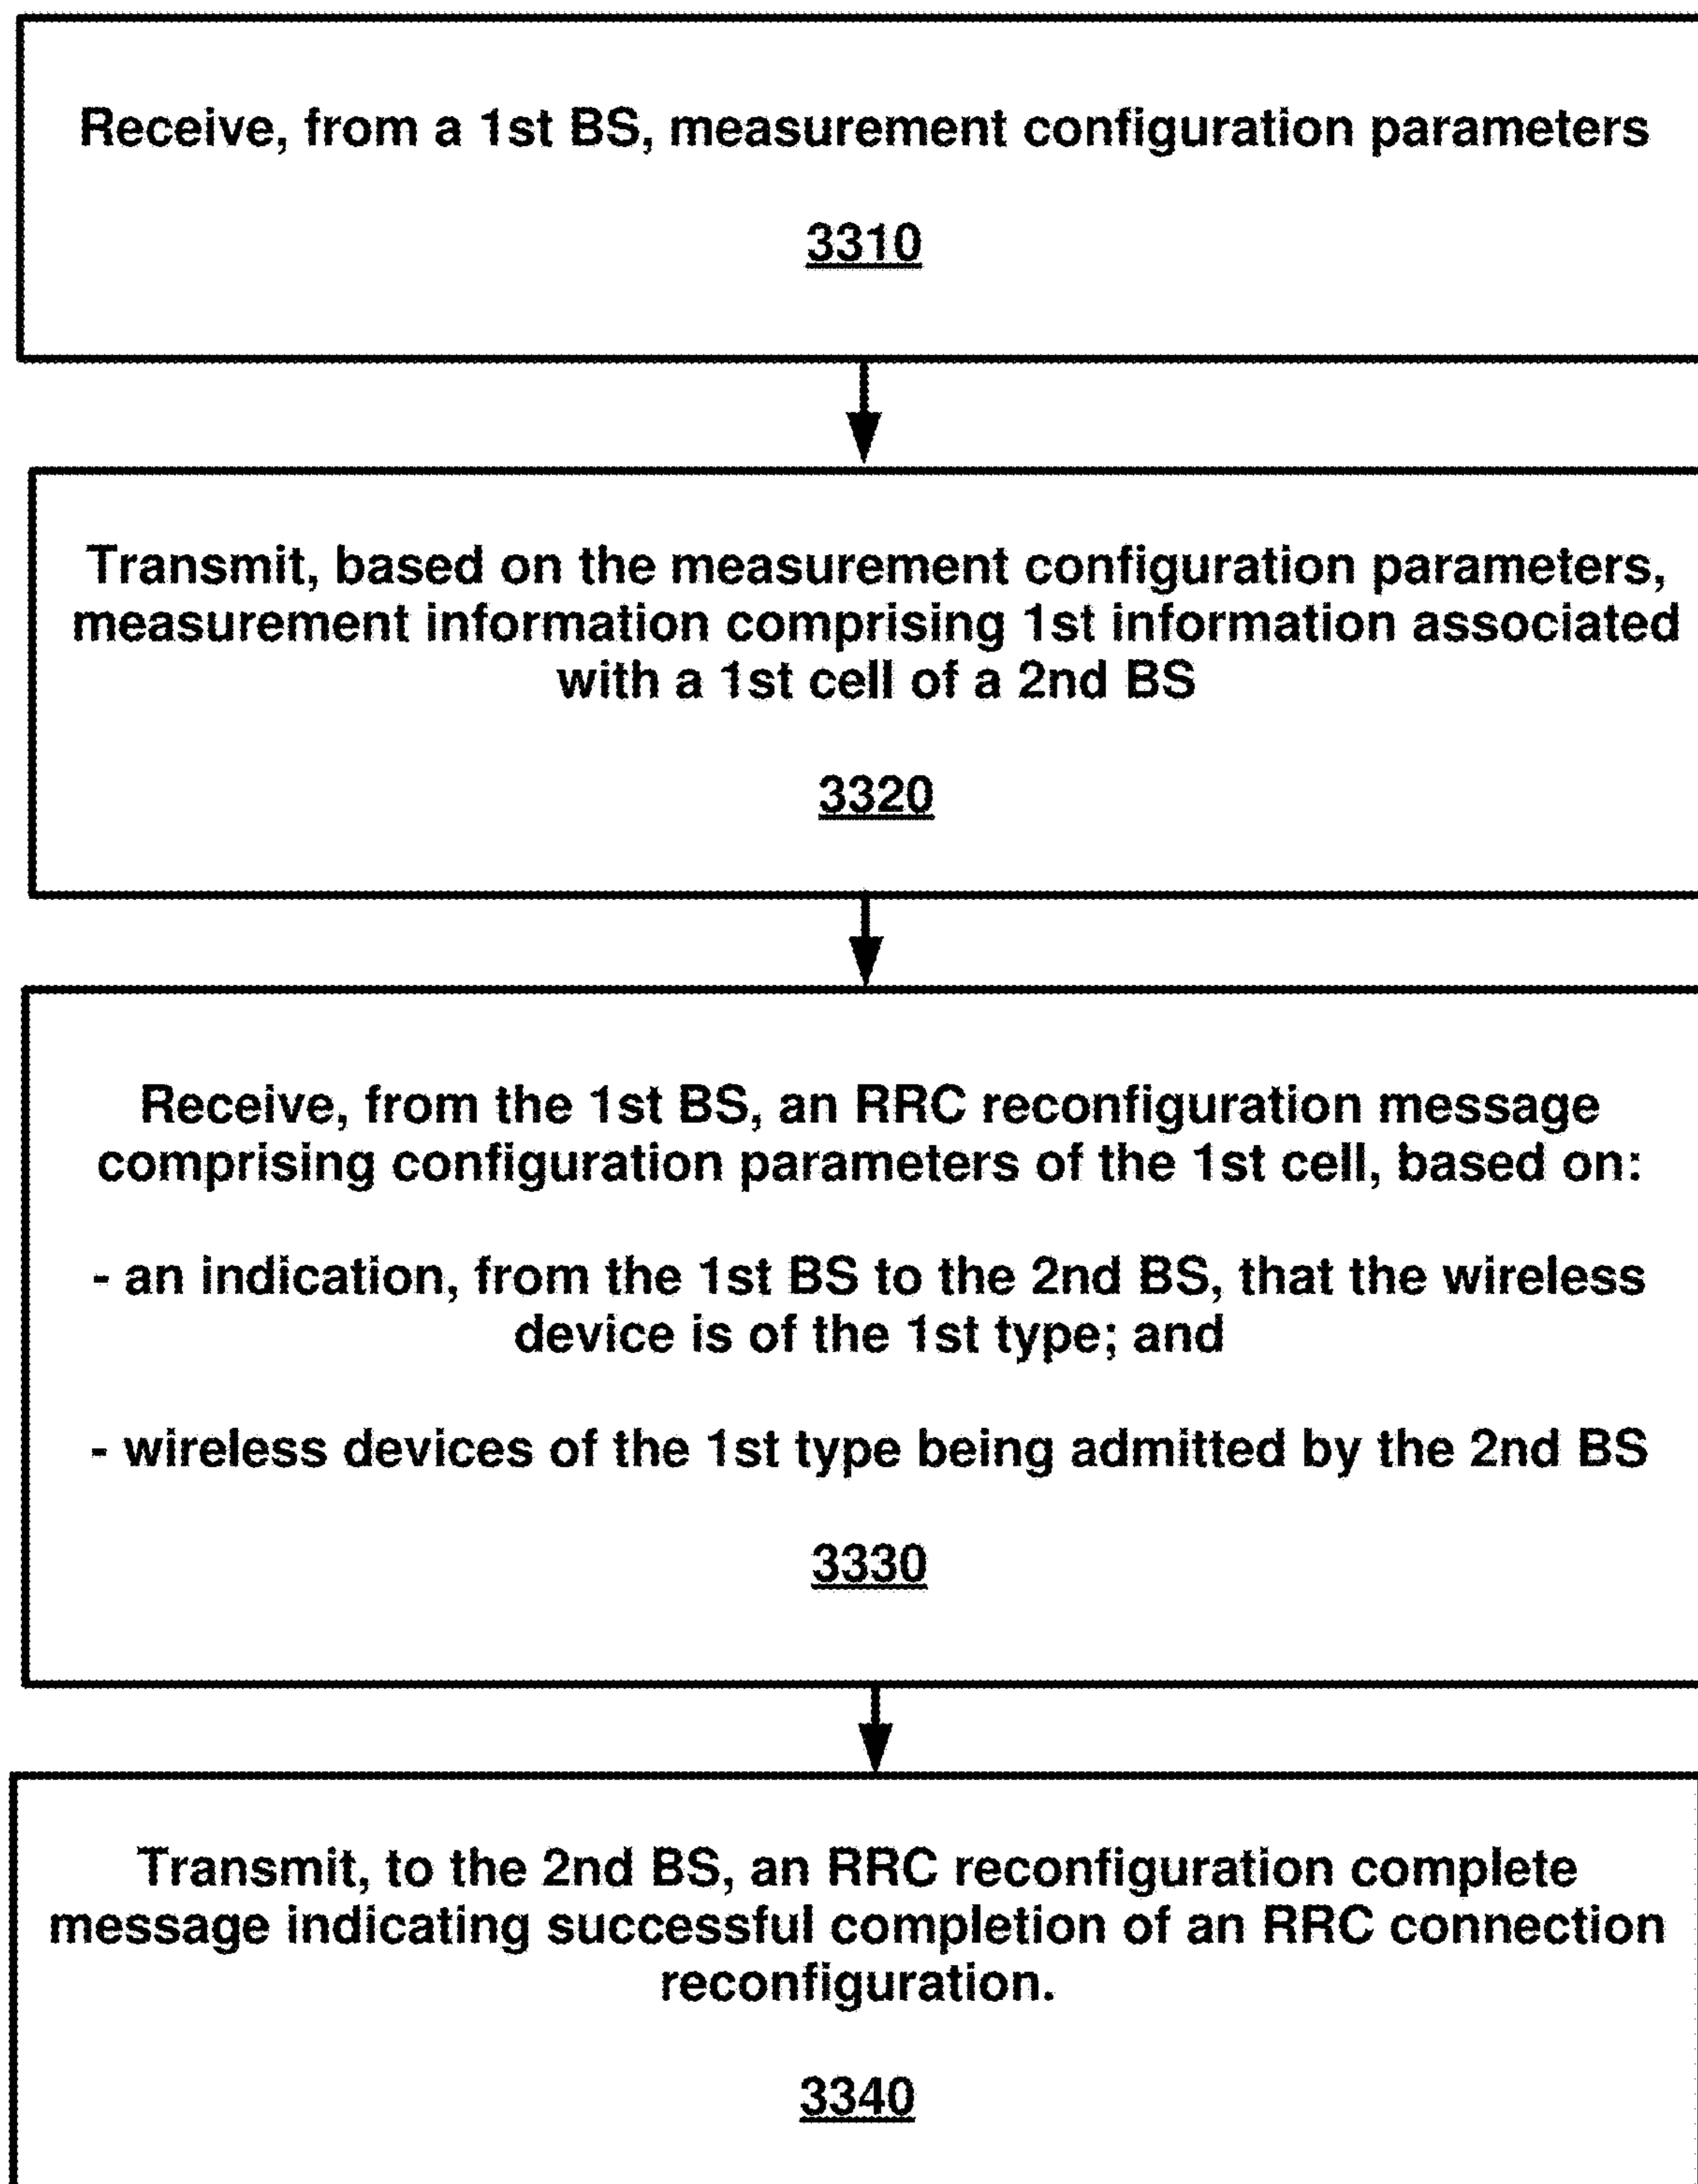 Receive, from a 1st BS, measurement configuration parameters
3310
Transmit, based on the measurement configuration parameters,
measurement information comprising 1st information associated
with a 1st cell of a 2nd BS
3320
Receive, from the 1st BS, an RRC reconfiguration message
comprising configuration parameters of the 1st cell, based on:
- an indication, from the 1st BS to the 2nd BS, that the wireless
device is of the 1st type; and
- wireless devices of the 1st type being admitted by the 2nd BS
3330
Transmit, to the 2nd BS, an RRC reconfiguration complete
message indicating successful completion of an RRC connection
reconfiguration.
3340